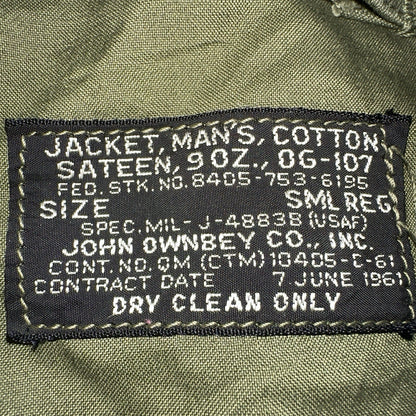 JACKET, MAN'S, COTTON
SATEEN, 9 OZ., OG-107
FED. STK. NO. 8405-753-6195
SIZE SML REG
SPEC. MIL-J-4883B (USAF)
JOHN OWNBEY CO., INC.
CONT. NO. QM (CTM) 10405-C-61
CONTRACT DATE 7 JUNE 1961
DRY CLEAN ONLY